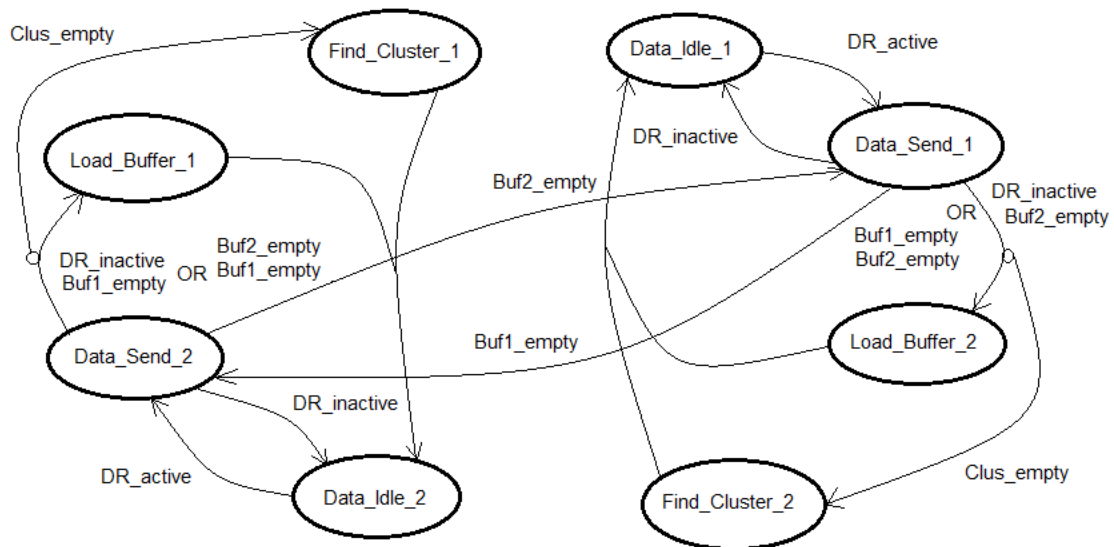 Clus_empty
Find_Cluster_1
Data_Idle_1
DR_active
Load_Buffer_1
DR_inactive
Data_Send_1
Buf2_empty
DR_inactive
OR
Buf2_empty
DR_inactive
Buf1_empty
OR
Buf2_empty
Buf1_empty
Buf1_empty
Buf2_empty
Data_Send_2
Buf1_empty
Load_Buffer_2
DR_inactive
DR_active
Data_Idle_2
Find_Cluster_2
Clus_empty